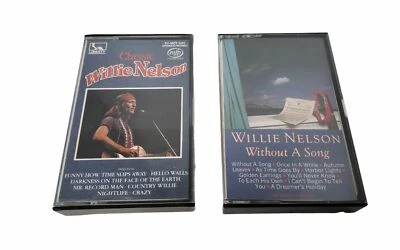 Classic
mfp
Willie Nelson
FUNNY HOW TIME SLIPS AWAY · HELLO WALLS
DARKNESS ON THE FACE OF THE EARTH
MR. RECORD MAN · COUNTRY WILLIE
NIGHTLIFE · CRAZY
WILLIE NELSON
Without A Song
Without A Song · Once In A While · Autumn
Leaves · As Time Goes By · Harbor Lights
Golden Earrings · You'll Never Know
To Each His Own · I Can't Begin To Tell
You · A Dreamer's Holiday